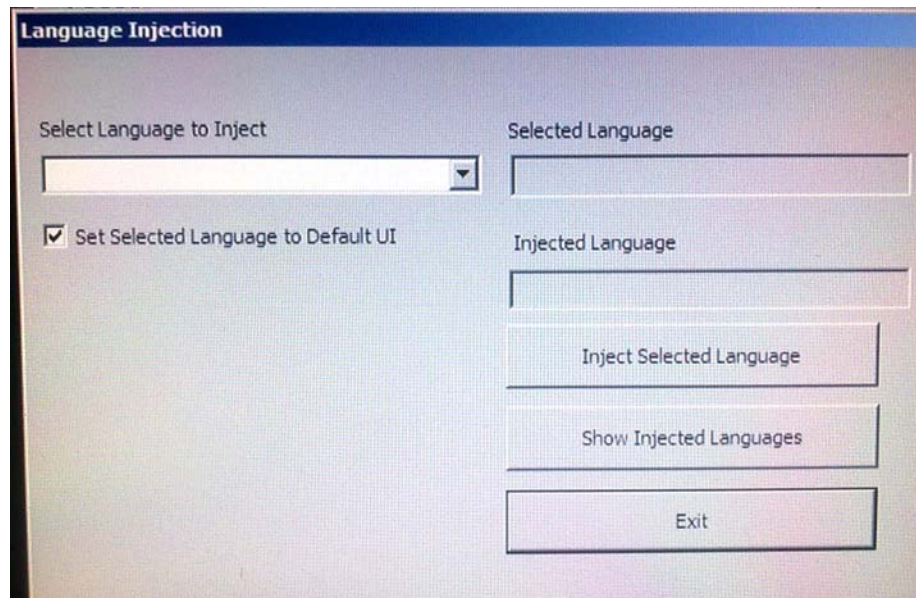 Language Injection
Select Language to Inject
Selected Language
Set Selected Language to Default UI
Injected Language
Inject Selected Language
Show Injected Languages
Exit